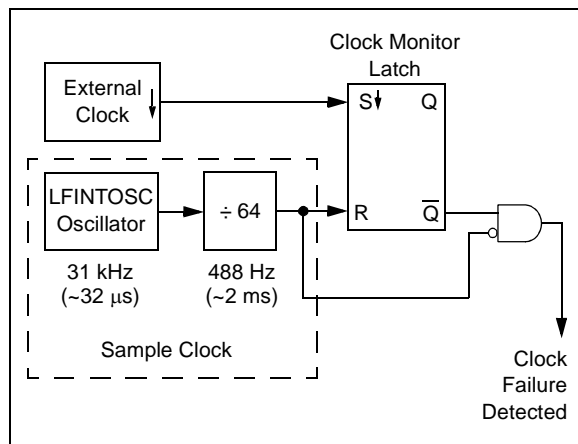 Clock Monitor
Latch
External
Clock
S
Q
LFINTOSC
Oscillator
÷ 64
R
Q̅
31 kHz
(~32 μs)
488 Hz
(~2 ms)
Sample Clock
Clock
Failure
Detected